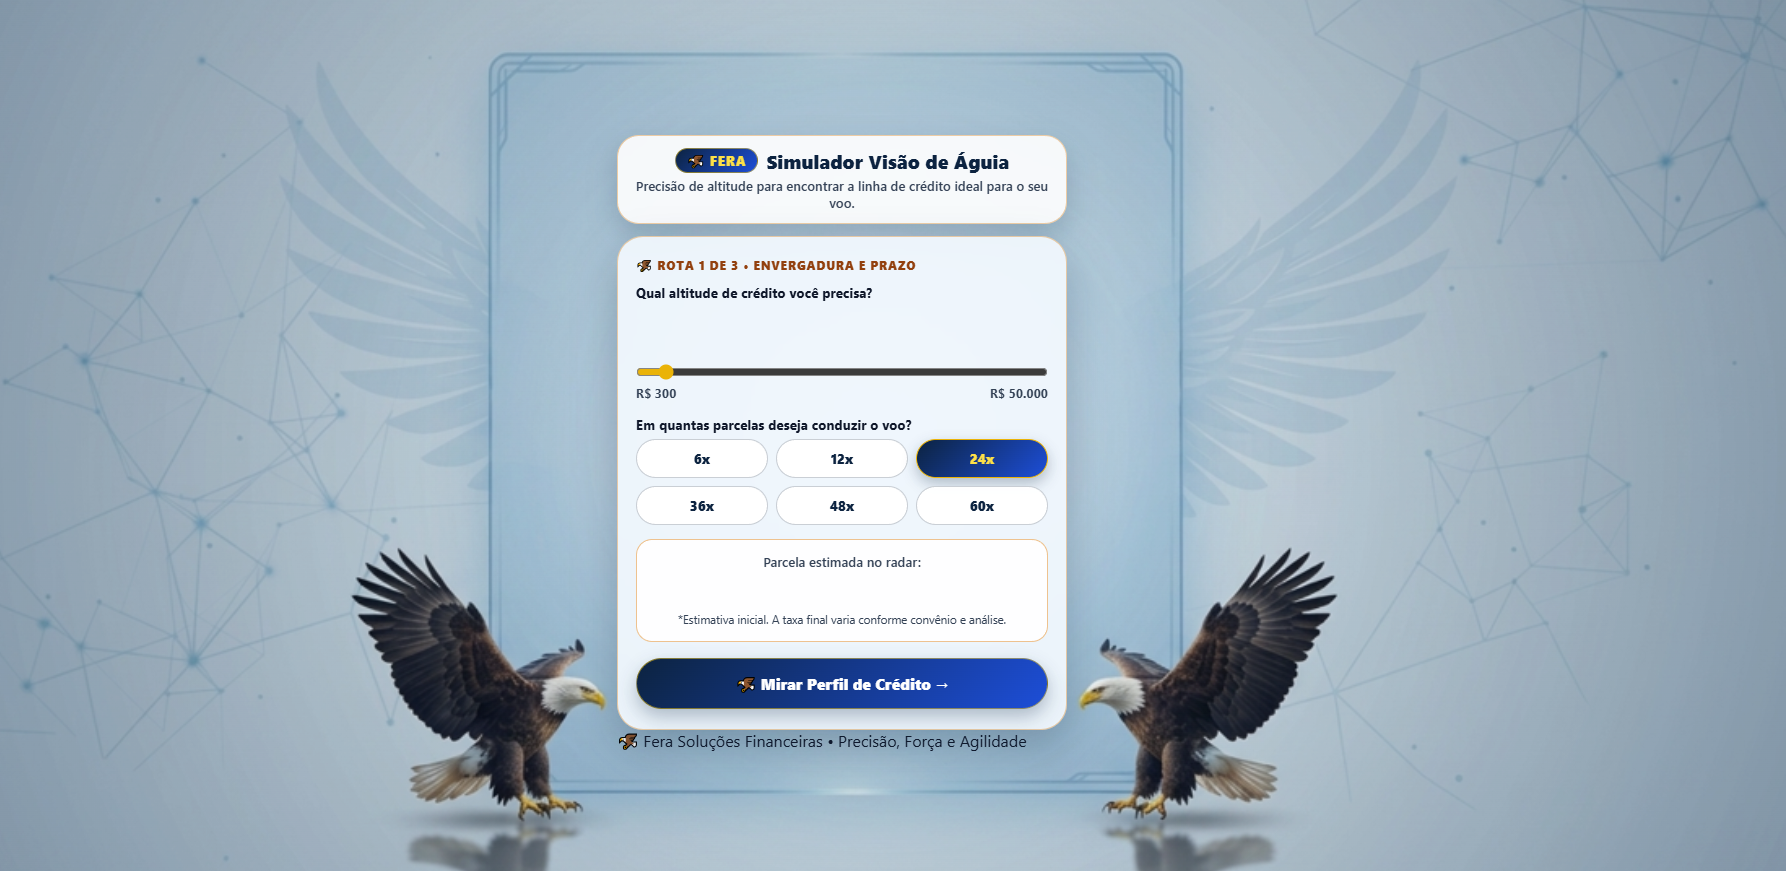 FERA Simulador Visão de Águia
Precisão de altitude para encontrar a linha de crédito ideal para o seu
voo.
ROTA 1 DE 3 • ENVERGADURA E PRAZO
Qual altitude de crédito você precisa?
R$ 300 R$ 50.000
Em quantas parcelas deseja conduzir o voo?
6x 12x 24x
36x 48x 60x
Parcela estimada no radar:
*Estimativa inicial. A taxa final varia conforme convênio e análise.
Mirar Perfil de Crédito →
Fera Soluções Financeiras • Precisão, Força e Agilidade